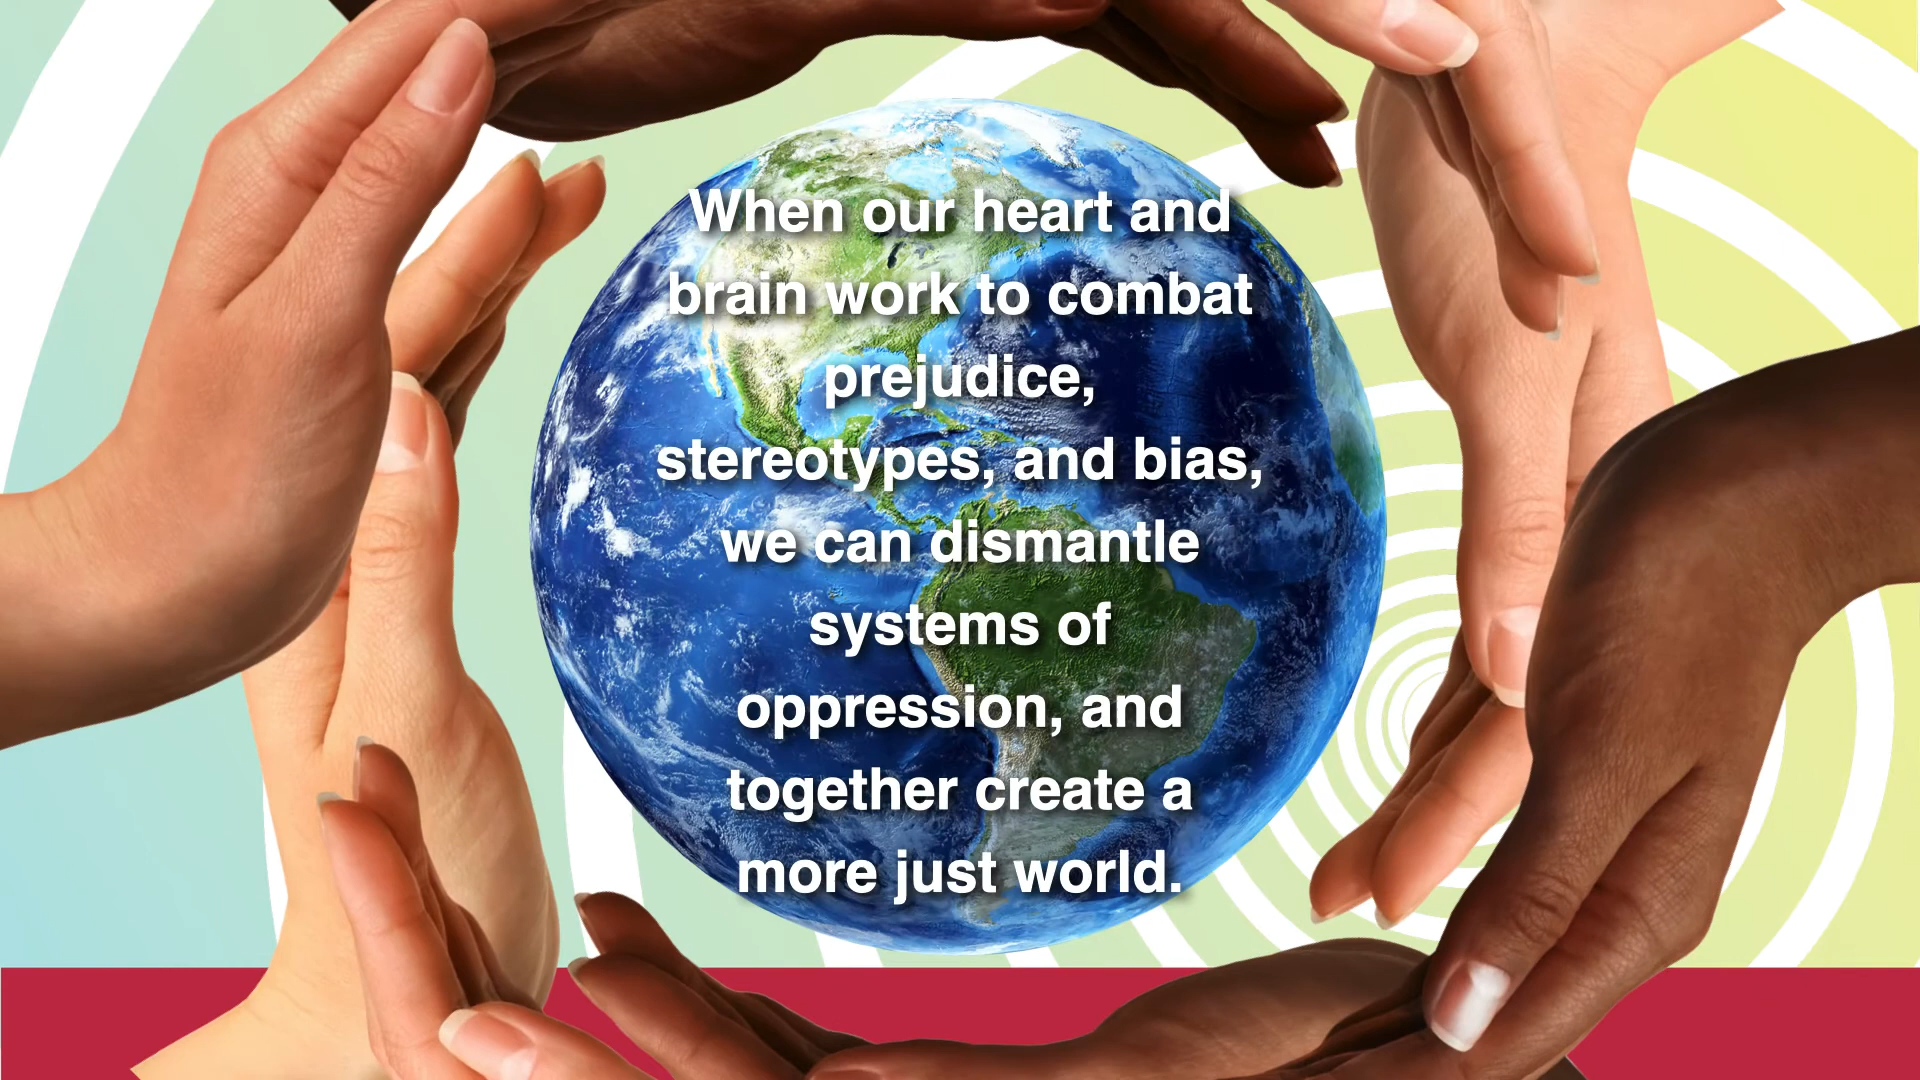 When our heart and
brain work to combat
prejudice,
stereotypes, and bias,
we can dismantle
systems of
oppression, and
together create a
more just world.